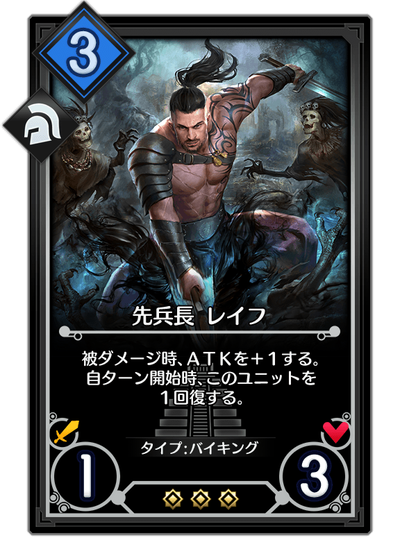 3
先兵長 レイフ
被ダメージ時、ATKを+1する。
自ターン開始時、このユニットを
1回復する。
タイプ:バイキング
1
3